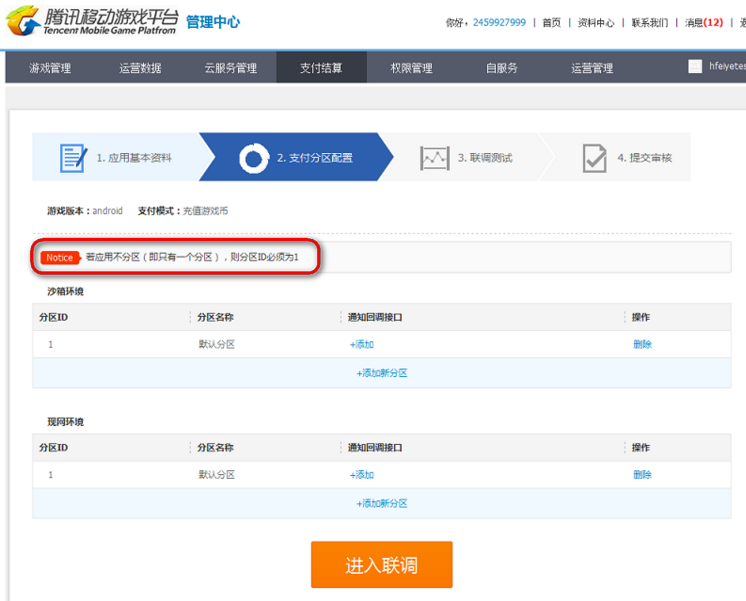 腾讯移动游戏平台 管理中心
Tencent Mobile Game Platfrom
你好，2459927999 | 首页 | 资料中心 | 联系我们 | 消息(12) |
游戏管理 运营数据 云服务管理 支付结算 权限管理 自服务 运营管理 hfeiyetes
1. 应用基本资料 2. 支付分区配置 3. 联调测试 4. 提交审核
游戏版本：android 支付模式：充值游戏币
Notice 若应用不分区（即只有一个分区），则分区ID必须为1
沙箱环境
分区ID 分区名称 通知回调接口 操作
1 默认分区 +添加 删除
+添加新分区
现网环境
分区ID 分区名称 通知回调接口 操作
1 默认分区 +添加 删除
+添加新分区
进入联调